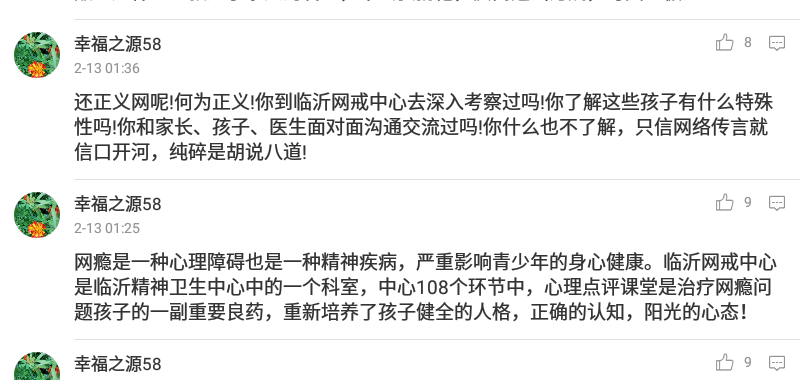 幸福之源58
8
2-13 01:36
还正义网呢!何为正义!你到临沂网戒中心去深入考察过吗!你了解这些孩子有什么特殊
性吗!你和家长、孩子、医生面对面沟通交流过吗!你什么也不了解，只信网络传言就
信口开河，纯碎是胡说八道!
幸福之源58
9
2-13 01:25
网瘾是一种心理障碍也是一种精神疾病，严重影响青少年的身心健康。临沂网戒中心
是临沂精神卫生中心中的一个科室，中心108个环节中，心理点评课堂是治疗网瘾问
题孩子的一副重要良药，重新培养了孩子健全的人格，正确的认知，阳光的心态！
幸福之源58
9